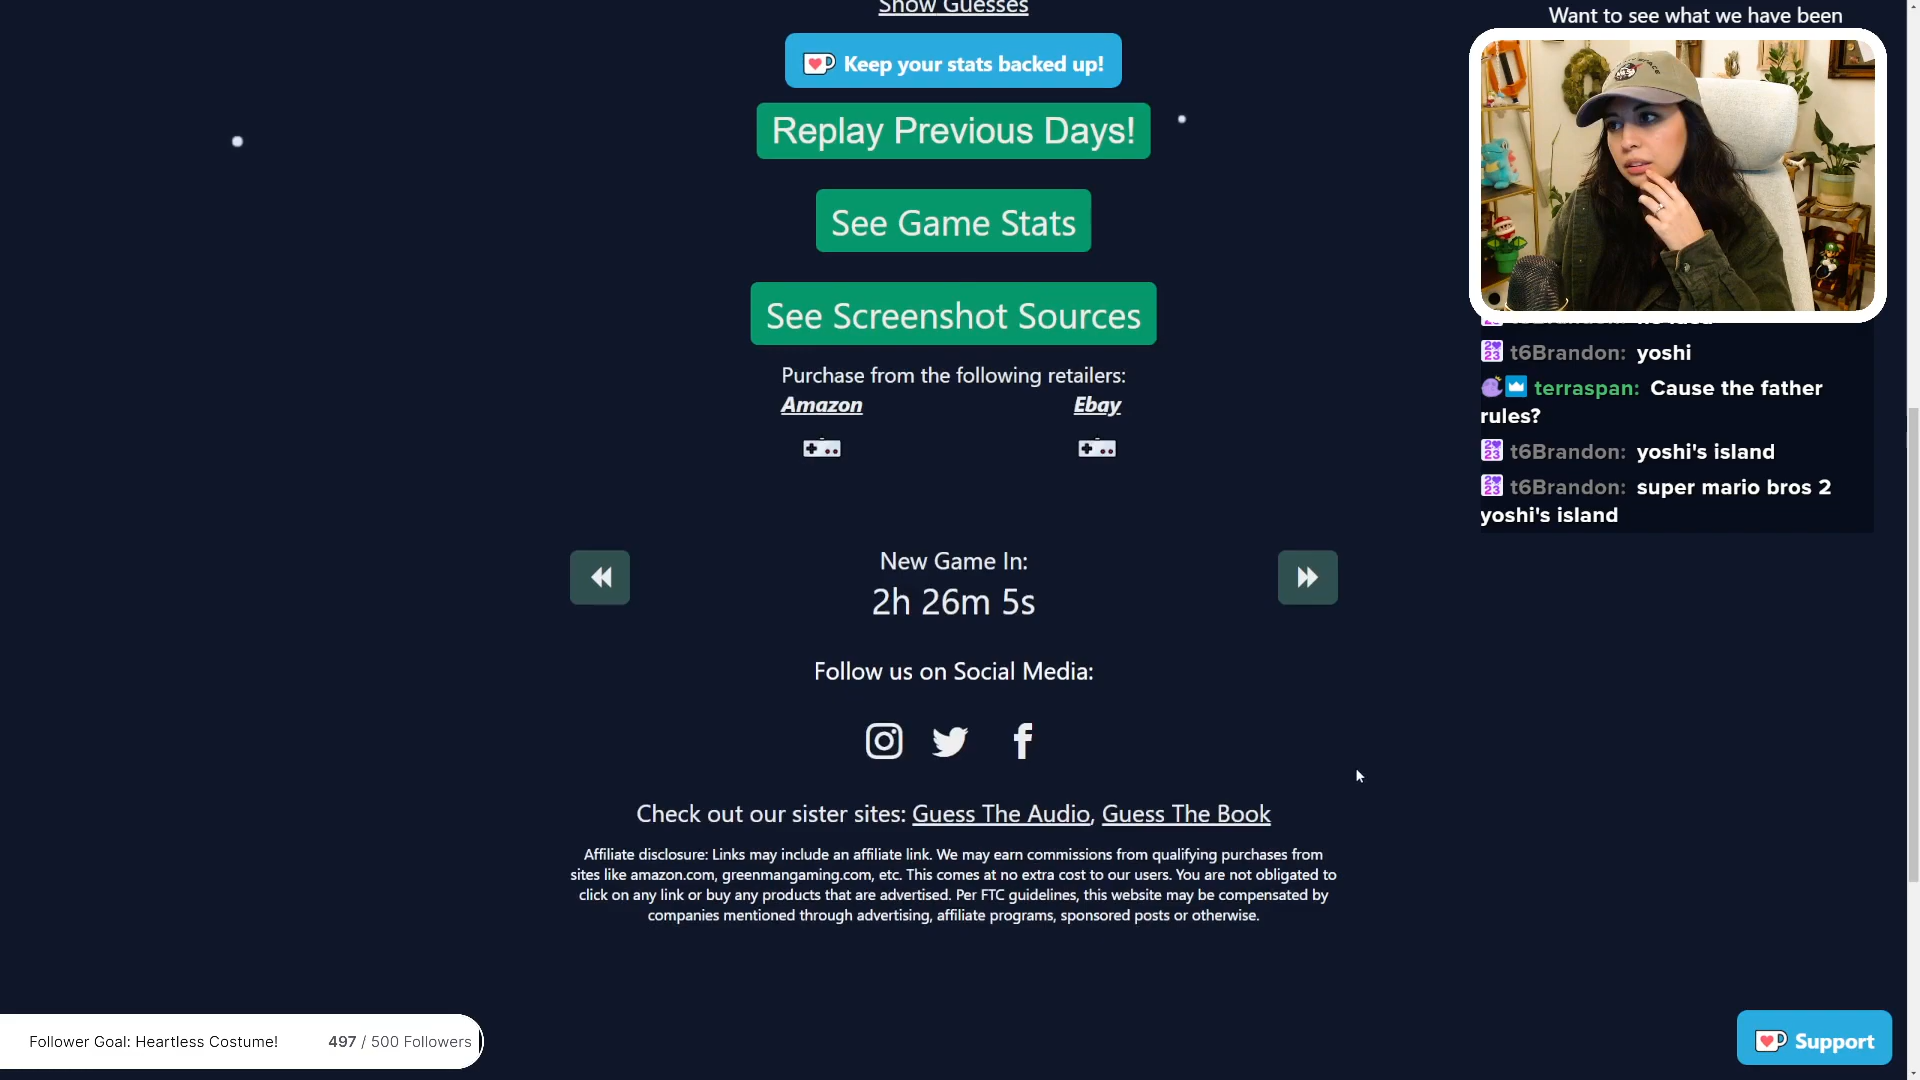 Show Guesses
Want to see what we have been
Keep your stats backed up!
Replay Previous Days!
See Game Stats
See Screenshot Sources
Purchase from the following retailers:
Amazon
Ebay
t6Brandon: yoshi
terraspan: Cause the father
rules?
t6Brandon: yoshi's island
t6Brandon: super mario bros 2
yoshi's island
New Game In:
2h 26m 5s
Follow us on Social Media:
Check out our sister sites: Guess The Audio, Guess The Book
Affiliate disclosure: Links may include an affiliate link. We may earn commissions from qualifying purchases from
sites like amazon.com, greenmangaming.com, etc. This comes at no extra cost to our users. You are not obligated to
click on any link or buy any products that are advertised. Per FTC guidelines, this website may be compensated by
companies mentioned through advertising, affiliate programs, sponsored posts or otherwise.
Follower Goal: Heartless Costume! 497 / 500 Followers
Support